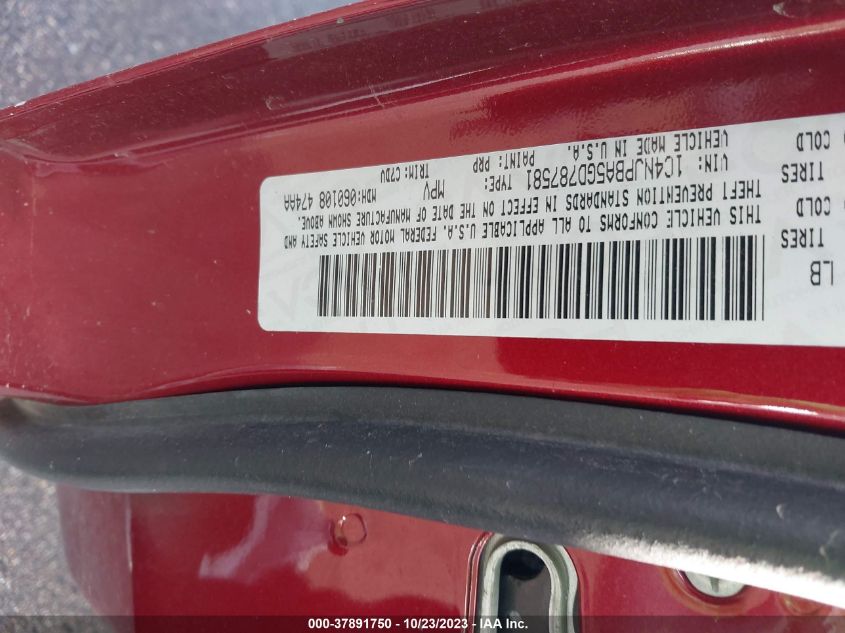 LB
TIRES COLD
TIRES COLD
THIS VEHICLE CONFORMS TO ALL APPLICABLE U.S.A. FEDERAL MOTOR VEHICLE SAFETY AND
THEFT PREVENTION STANDARDS IN EFFECT ON THE DATE OF MANUFACTURE SHOWN ABOVE.
VIN: 1C4NJPBA55D787581 TYPE: MPV MDH:060108 474AA
VEHICLE MADE IN U.S.A. PAINT: PRP TRIM: C7DV
000-37891750 - 10/23/2023 - IAA Inc.